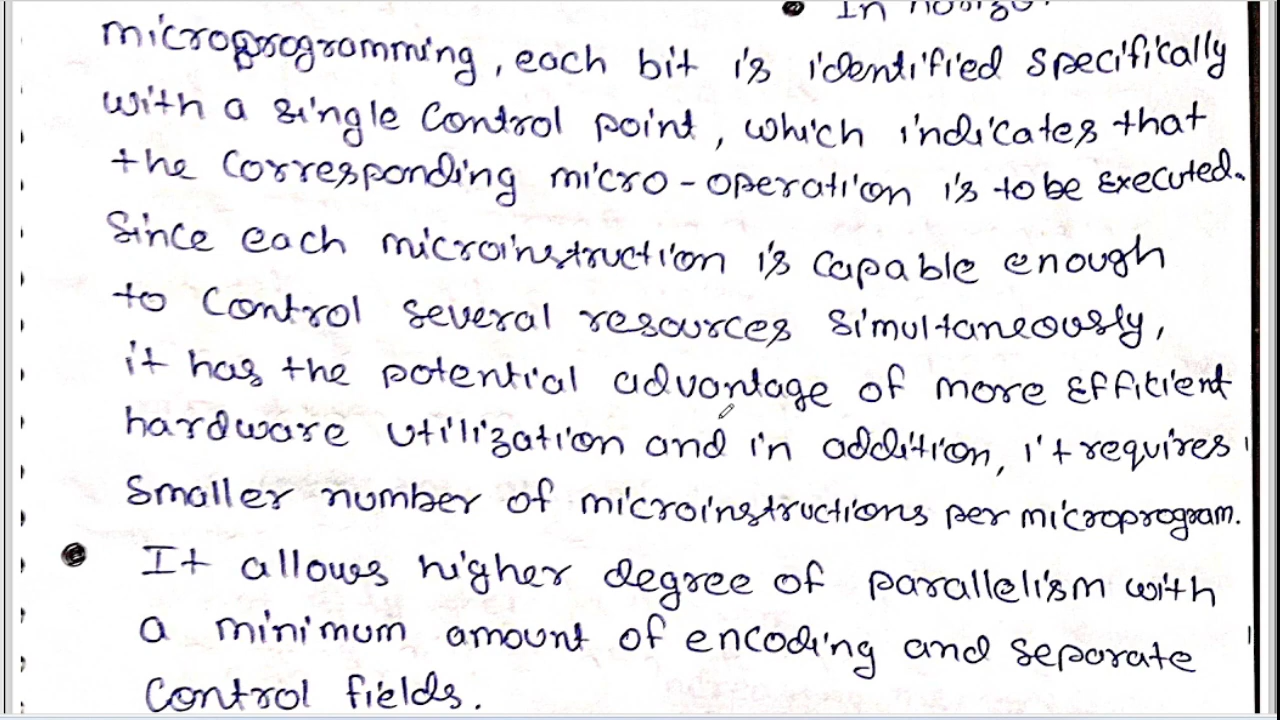 • In
microprogramming, each bit is identified specifically
with a single control point, which indicates that
the corresponding micro-operation is to be executed.
Since each microinstruction is capable enough
to control several resources simultaneously,
it has the potential advantage of more efficient
hardware utilization and in addition, it requires
smaller number of microinstructions per microprogram.
• It allows higher degree of parallelism with
a minimum amount of encoding and separate
control fields.